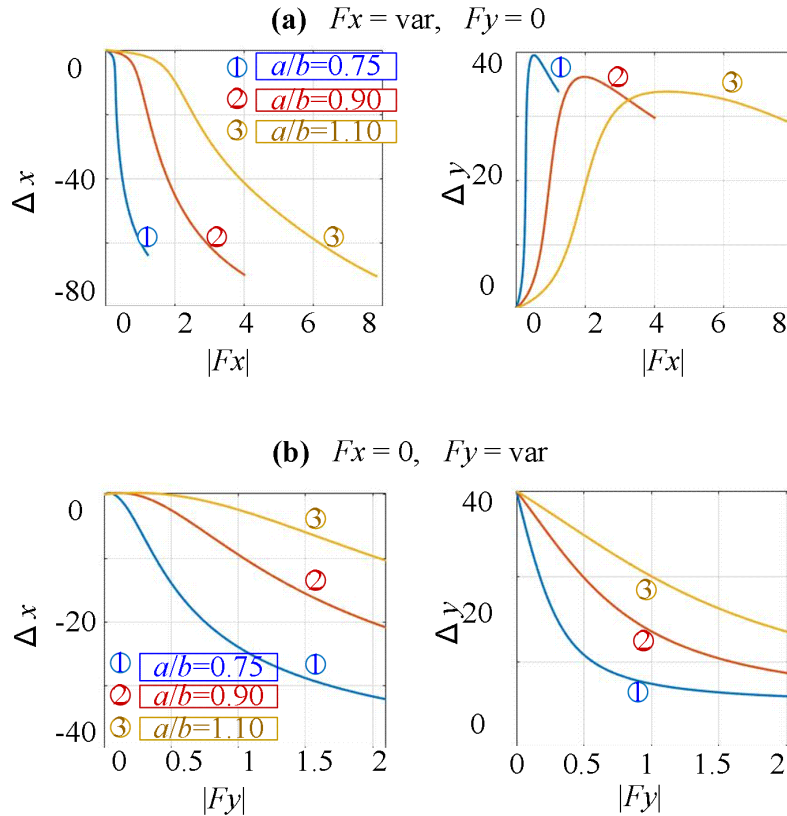 (a) Fx = var, Fy = 0
0
-40
-80
Δ x
① a/b=0.75
② a/b=0.90
③ a/b=1.10
①
②
③
0 2 4 6 8
|Fx|
40
20
0
Δ y
①
②
③
0 2 4 6 8
|Fx|
(b) Fx = 0, Fy = var
0
-20
-40
Δ x
③
②
①
① a/b=0.75
② a/b=0.90
③ a/b=1.10
0 0.5 1 1.5 2
|Fy|
40
20
0
Δ y
③
②
①
0 0.5 1 1.5 2
|Fy|